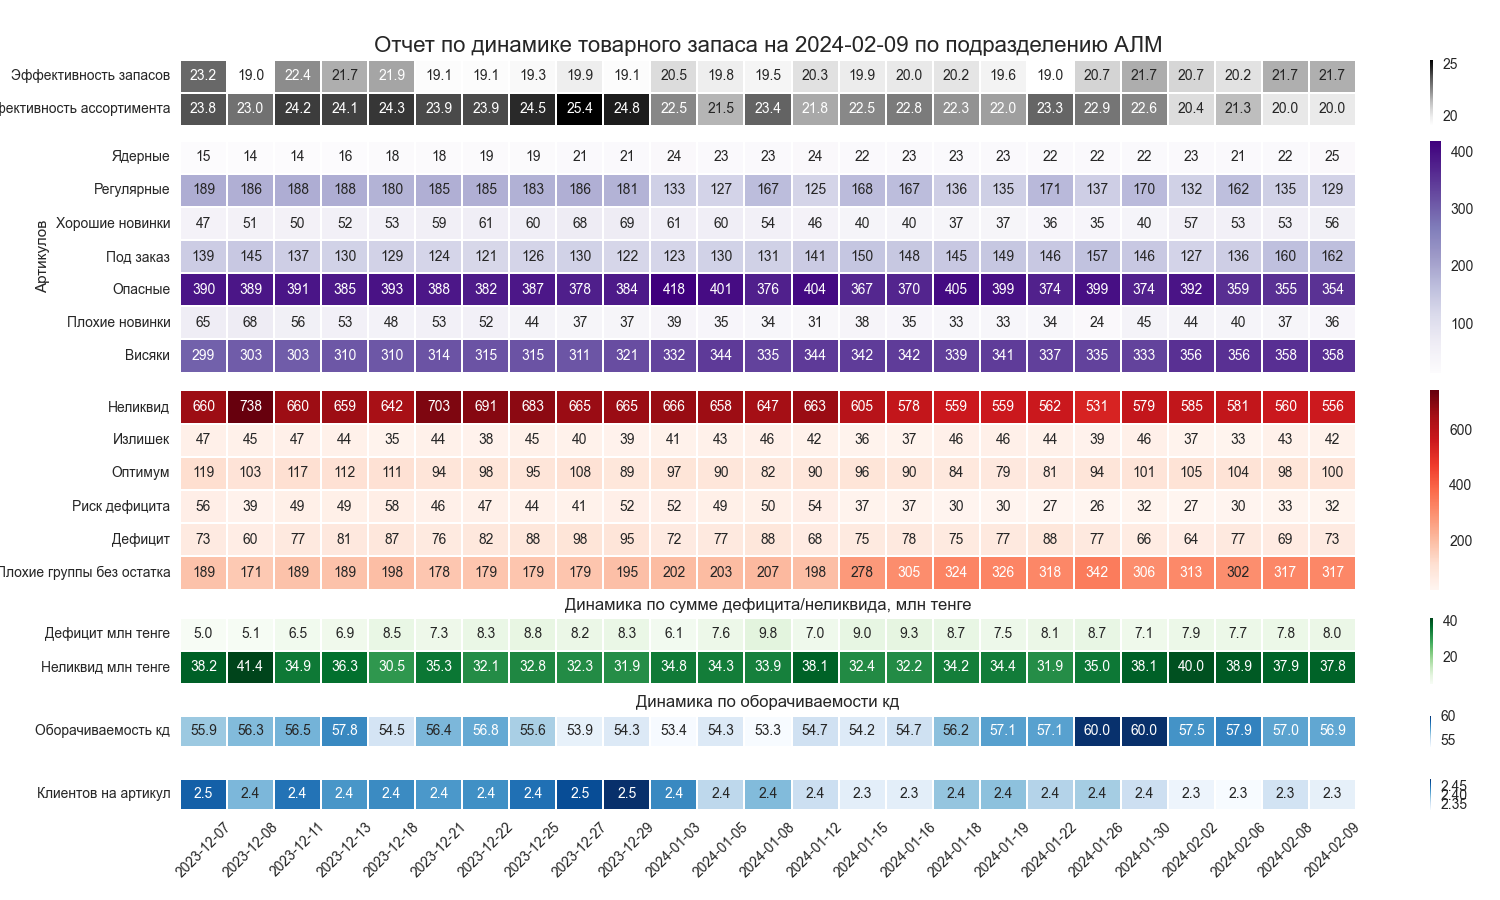 Отчет по динамике товарного запаса на 2024-02-09 по подразделению АЛМ
Эффективность запасов 23.2 19.0 22.4 21.7 21.9 19.1 19.1 19.3 19.9 19.1 20.5 19.8 19.5 20.3 19.9 20.0 20.2 19.6 19.0 20.7 21.7 20.7 20.2 21.7 21.7
фективность ассортимента 23.8 23.0 24.2 24.1 24.3 23.9 23.9 24.5 25.4 24.8 22.5 21.5 23.4 21.8 22.5 22.8 22.3 22.0 23.3 22.9 22.6 20.4 21.3 20.0 20.0
25
20
Артикулов
Ядерные 15 14 14 16 18 18 19 19 21 21 24 23 23 24 22 23 23 23 22 22 22 23 21 22 25
Регулярные 189 186 188 188 180 185 185 183 186 181 133 127 167 125 168 167 136 135 171 137 170 132 162 135 129
Хорошие новинки 47 51 50 52 53 59 61 60 68 69 61 60 54 46 40 40 37 37 36 35 40 57 53 53 56
Под заказ 139 145 137 130 129 124 121 126 130 122 123 130 131 141 150 148 145 149 146 157 146 127 136 160 162
Опасные 390 389 391 385 393 388 382 387 378 384 418 401 376 404 367 370 405 399 374 399 374 392 359 355 354
Плохие новинки 65 68 56 53 48 53 52 44 37 37 39 35 34 31 38 35 33 33 34 24 45 44 40 37 36
Висяки 299 303 303 310 310 314 315 315 311 321 332 344 335 344 342 342 339 341 337 335 333 356 356 358 358
400
300
200
100
Неликвид 660 738 660 659 642 703 691 683 665 665 666 658 647 663 605 578 559 559 562 531 579 585 581 560 556
Излишек 47 45 47 44 35 44 38 45 40 39 41 43 46 42 36 37 46 46 44 39 46 37 33 43 42
Оптимум 119 103 117 112 111 94 98 95 108 89 97 90 82 90 96 90 84 79 81 94 101 105 104 98 100
Риск дефицита 56 39 49 49 58 46 47 44 41 52 52 49 50 54 37 37 30 30 27 26 32 27 30 33 32
Дефицит 73 60 77 81 87 76 82 88 98 95 72 77 88 68 75 78 75 77 88 77 66 64 77 69 73
Плохие группы без остатка 189 171 189 189 198 178 179 179 179 195 202 203 207 198 278 305 324 326 318 342 306 313 302 317 317
600
400
200
Динамика по сумме дефицита/неликвида, млн тенге
Дефицит млн тенге 5.0 5.1 6.5 6.9 8.5 7.3 8.3 8.8 8.2 8.3 6.1 7.6 9.8 7.0 9.0 9.3 8.7 7.5 8.1 8.7 7.1 7.9 7.7 7.8 8.0
Неликвид млн тенге 38.2 41.4 34.9 36.3 30.5 35.3 32.1 32.8 32.3 31.9 34.8 34.3 33.9 38.1 32.4 32.2 34.2 34.4 31.9 35.0 38.1 40.0 38.9 37.9 37.8
40
20
Динамика по оборачиваемости кд
Оборачиваемость кд 55.9 56.3 56.5 57.8 54.5 56.4 56.8 55.6 53.9 54.3 53.4 54.3 53.3 54.7 54.2 54.7 56.2 57.1 57.1 60.0 60.0 57.5 57.9 57.0 56.9
60
55
Клиентов на артикул 2.5 2.4 2.4 2.4 2.4 2.4 2.4 2.4 2.5 2.5 2.4 2.4 2.4 2.4 2.3 2.3 2.4 2.4 2.4 2.4 2.4 2.3 2.3 2.3 2.3
2.45
2.40
2.35
2023-12-07 2023-12-08 2023-12-11 2023-12-13 2023-12-18 2023-12-21 2023-12-22 2023-12-25 2023-12-27 2023-12-29 2024-01-03 2024-01-05 2024-01-08 2024-01-12 2024-01-15 2024-01-16 2024-01-18 2024-01-19 2024-01-22 2024-01-26 2024-01-30 2024-02-02 2024-02-06 2024-02-08 2024-02-09